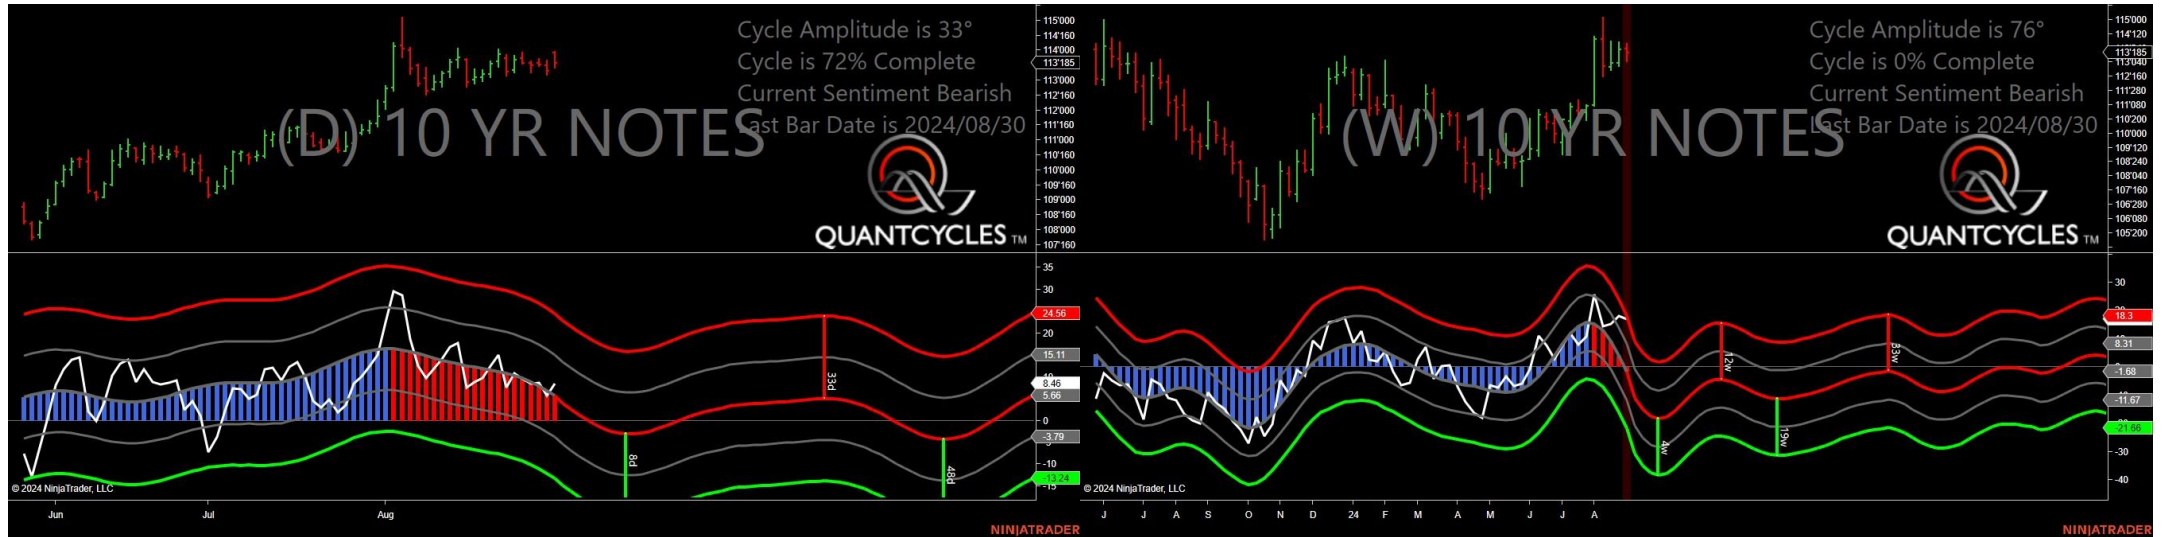 Cycle Amplitude is 33°
Cycle is 72% Complete
Current Sentiment Bearish
Last Bar Date is 2024/08/30
(D) 10 YR NOTES
QUANTCYCLES TM
115'000
114'160
114'000
113'185
113'000
112'160
112'000
111'160
111'000
110'160
110'000
109'160
109'000
108'160
108'000
107'160
35
30
24.56
20
15.11
8.46
5.66
0
-3.79
-10
-13.24
-15
33d
8d
48d
© 2024 NinjaTrader, LLC
Jun Jul Aug
NINJATRADER
Cycle Amplitude is 76°
Cycle is 0% Complete
Current Sentiment Bearish
Last Bar Date is 2024/08/30
(W) 10 YR NOTES
QUANTCYCLES TM
115'000
114'120
113'185
113'040
112'160
111'280
111'080
110'200
110'000
109'120
108'240
108'040
107'160
106'280
106'080
105'200
30
18.3
8.31
-1.68
-11.67
-21.66
-30
-40
12w
33w
4w
19w
© 2024 NinjaTrader, LLC
J J A S O N D 24 F M A M J J A
NINJATRADER